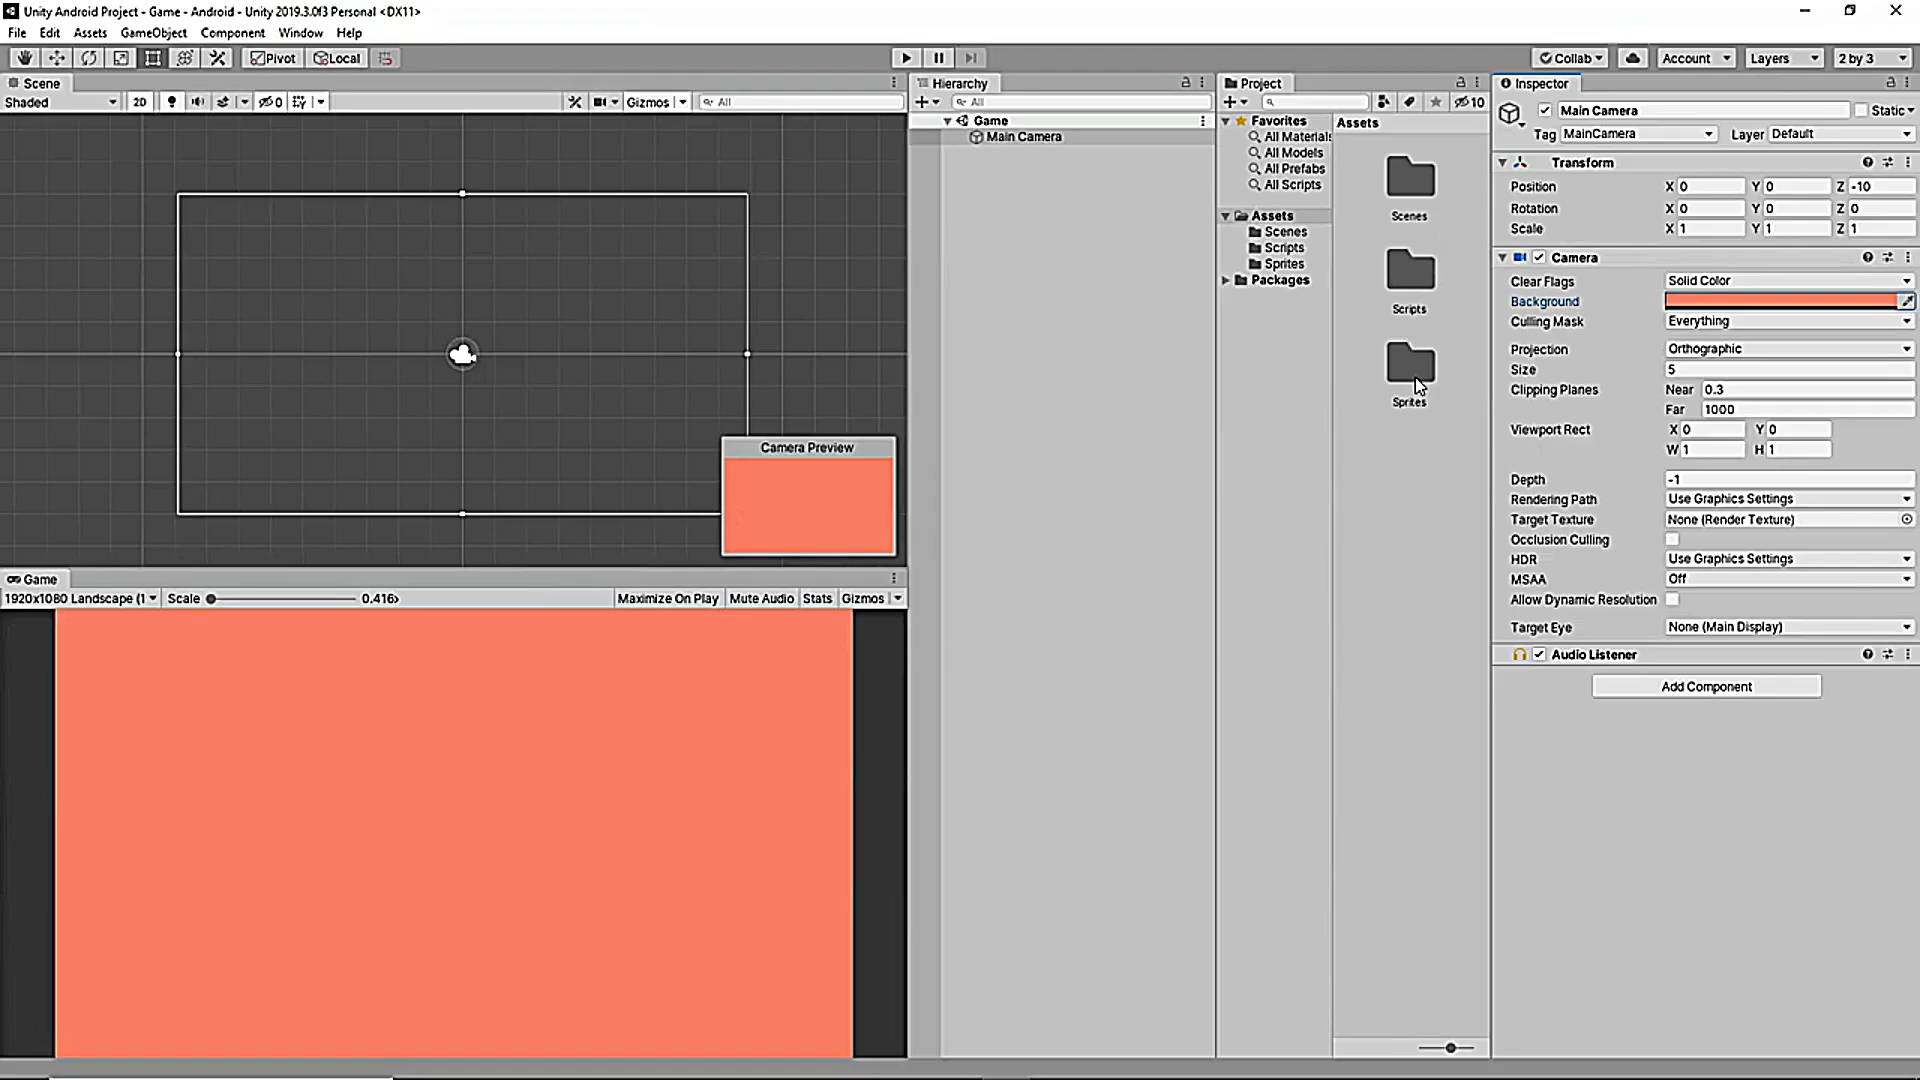 Unity Android Project - Game - Android - Unity 2019.3.0f3 Personal <DX11>
File Edit Assets GameObject Component Window Help
Pivot Local Collab Account Layers 2 by 3
Scene
Shaded 2D 0 Gizmos All
Camera Preview
Game
1920x1080 Landscape (1 Scale 0.416x Maximize On Play Mute Audio Stats Gizmos
Hierarchy
All
Game
Main Camera
Project
10
Favorites
All Materials
All Models
All Prefabs
All Scripts
Assets
Scenes
Scripts
Sprites
Packages
Assets
Scenes
Scripts
Sprites
Inspector
Main Camera Static
Tag MainCamera Layer Default
Transform
Position X 0 Y 0 Z -10
Rotation X 0 Y 0 Z 0
Scale X 1 Y 1 Z 1
Camera
Clear Flags Solid Color
Background
Culling Mask Everything
Projection Orthographic
Size 5
Clipping Planes Near 0.3
Far 1000
Viewport Rect X 0 Y 0
W 1 H 1
Depth -1
Rendering Path Use Graphics Settings
Target Texture None (Render Texture)
Occlusion Culling
HDR Use Graphics Settings
MSAA Off
Allow Dynamic Resolution
Target Eye None (Main Display)
Audio Listener
Add Component